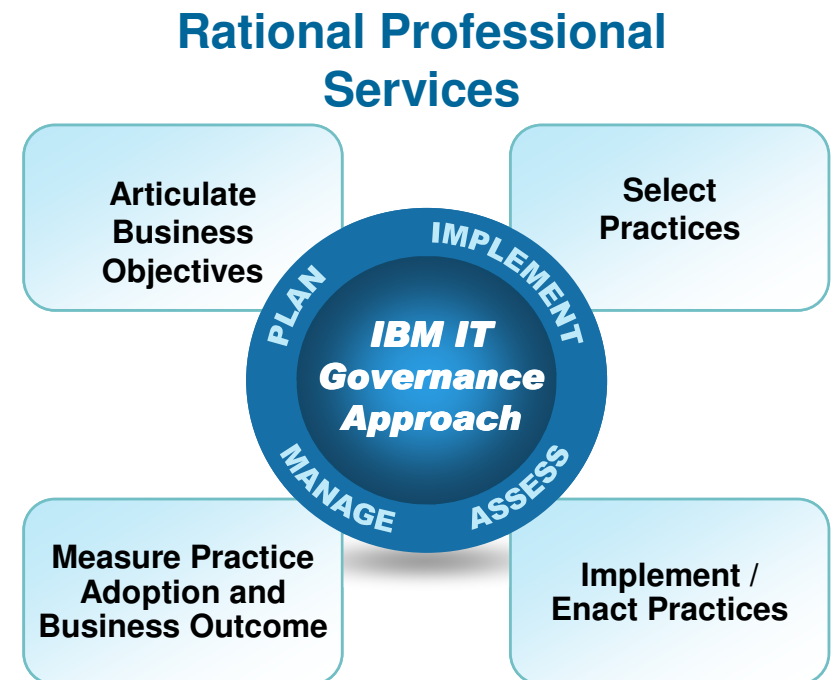 Rational Professional
Services
Articulate
Business
Objectives
Select
Practices
PLAN
IMPLEMENT
IBM IT
Governance
Approach
MANAGE
ASSESS
Measure Practice
Adoption and
Business Outcome
Implement /
Enact Practices